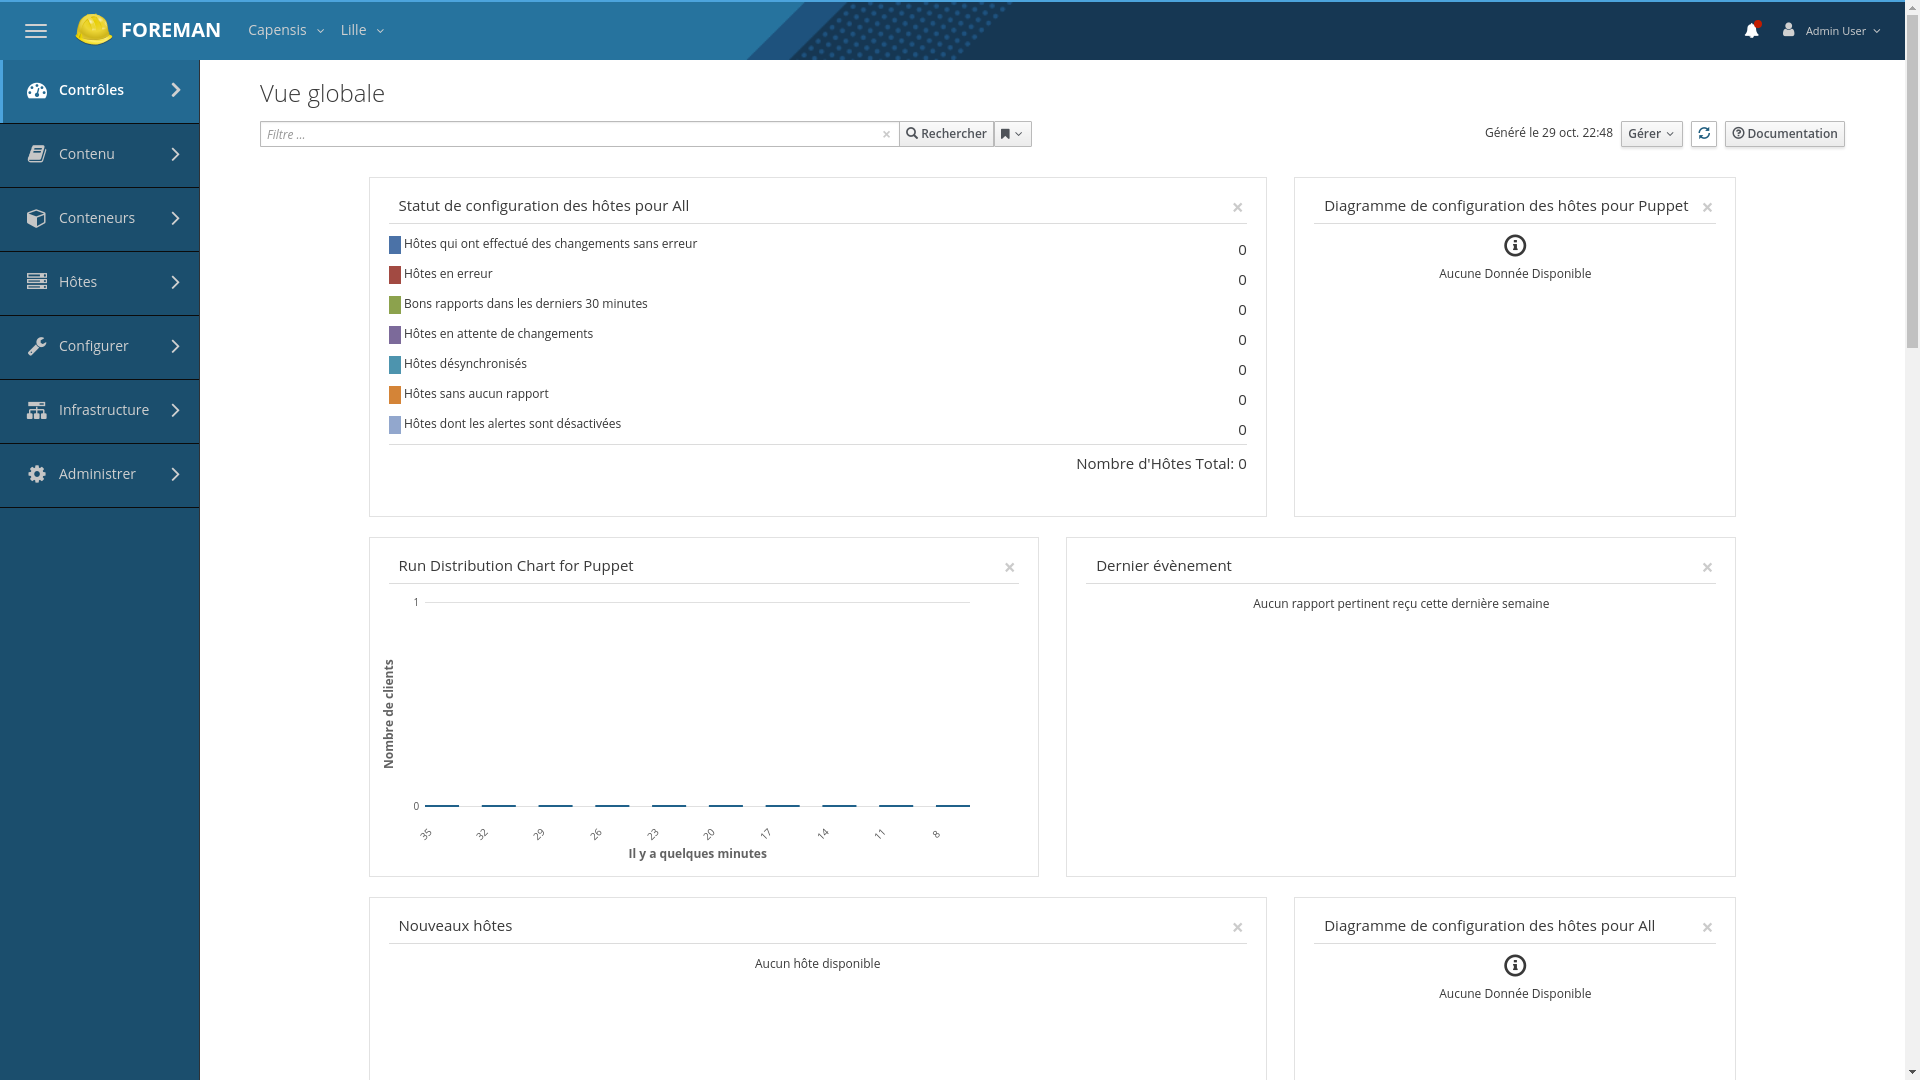 FOREMAN
Capensis
Lille
Admin User
Contrôles
Contenu
Conteneurs
Hôtes
Configurer
Infrastructure
Administrer
Vue globale
Filtre ...
Rechercher
Généré le 29 oct. 22:48
Gérer
Documentation
Statut de configuration des hôtes pour All
Hôtes qui ont effectué des changements sans erreur 0
Hôtes en erreur 0
Bons rapports dans les derniers 30 minutes 0
Hôtes en attente de changements 0
Hôtes désynchronisés 0
Hôtes sans aucun rapport 0
Hôtes dont les alertes sont désactivées 0
Nombre d'Hôtes Total: 0
Diagramme de configuration des hôtes pour Puppet
Aucune Donnée Disponible
Run Distribution Chart for Puppet
1
Nombre de clients
0
35 32 29 26 23 20 17 14 11 8
Il y a quelques minutes
Dernier évènement
Aucun rapport pertinent reçu cette dernière semaine
Nouveaux hôtes
Aucun hôte disponible
Diagramme de configuration des hôtes pour All
Aucune Donnée Disponible